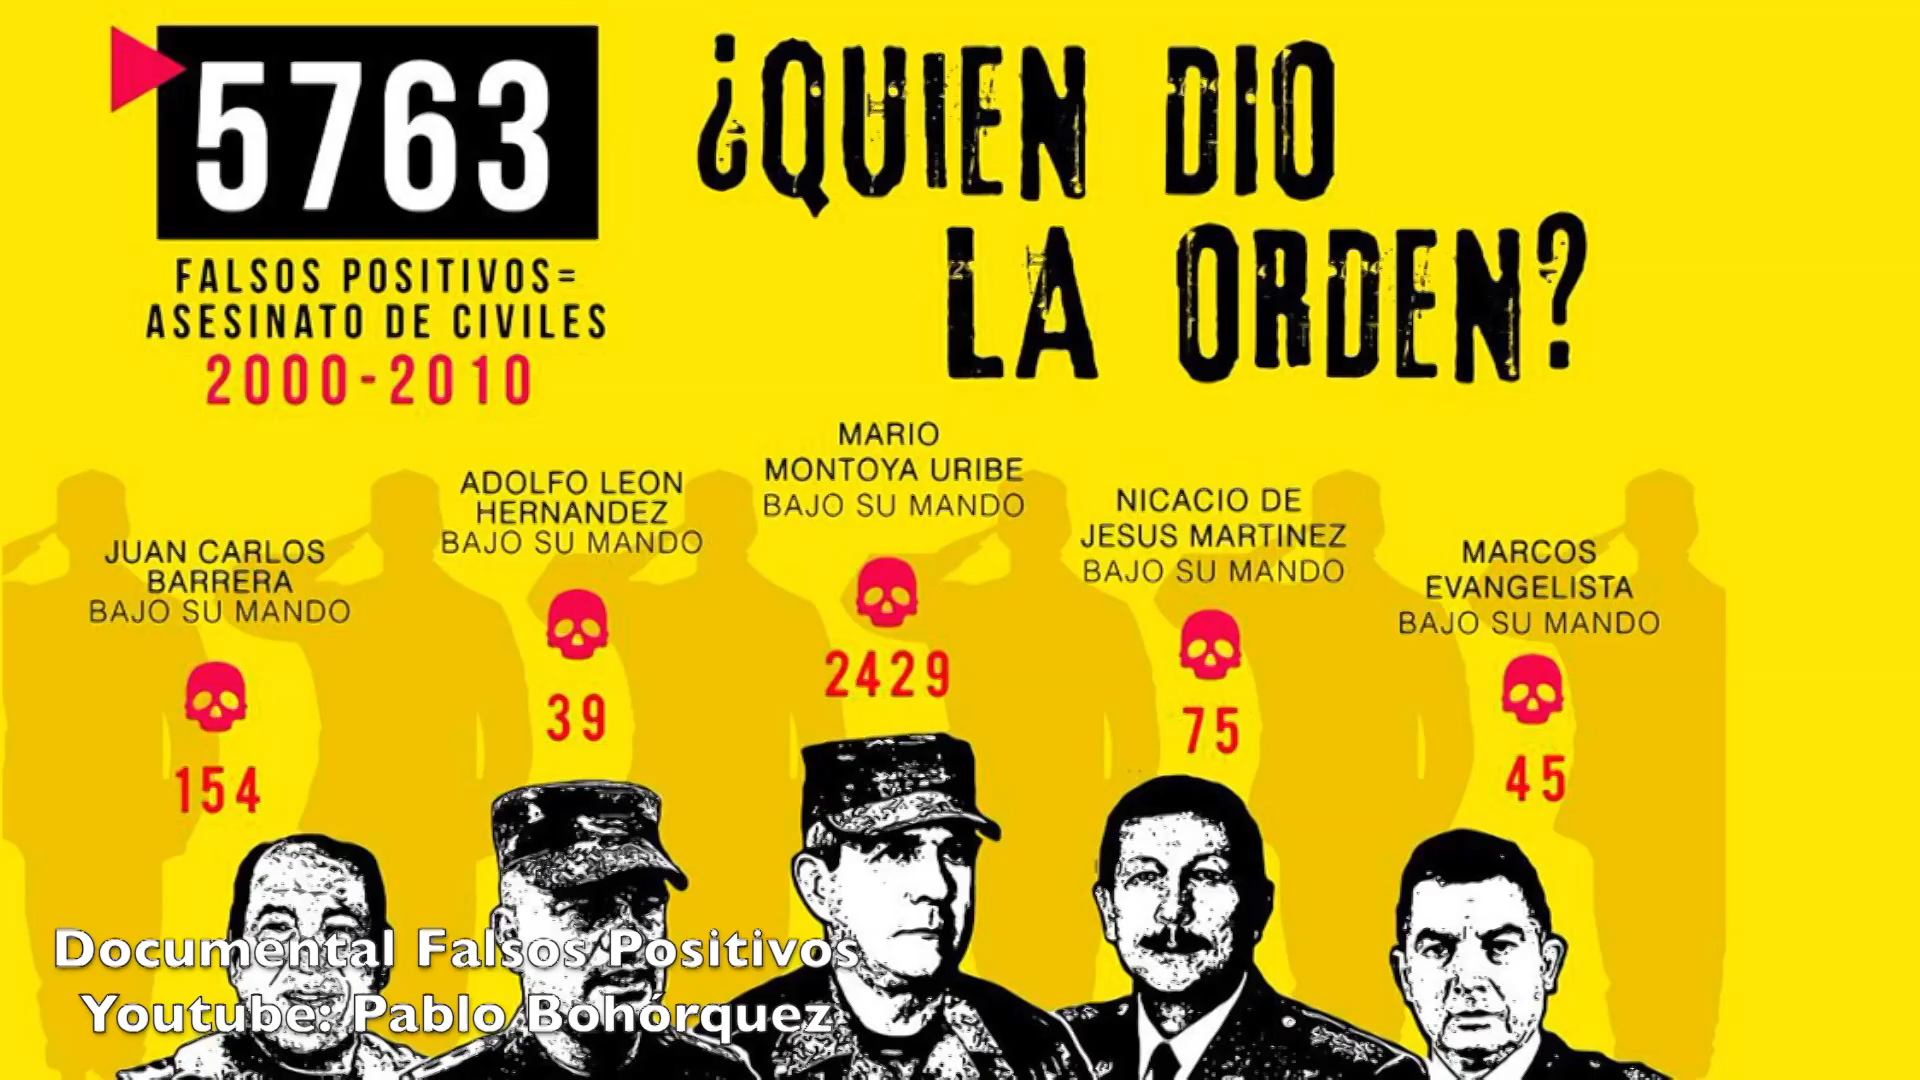 5763
FALSOS POSITIVOS=
ASESINATO DE CIVILES
2000-2010
¿QUIEN DIO
LA ORDEN?
JUAN CARLOS
BARRERA
BAJO SU MANDO
154
ADOLFO LEON
HERNANDEZ
BAJO SU MANDO
39
MARIO
MONTOYA URIBE
BAJO SU MANDO
2429
NICACIO DE
JESUS MARTINEZ
BAJO SU MANDO
75
MARCOS
EVANGELISTA
BAJO SU MANDO
45
Documental Falsos Positivos
Youtube: Pablo Bohórquez